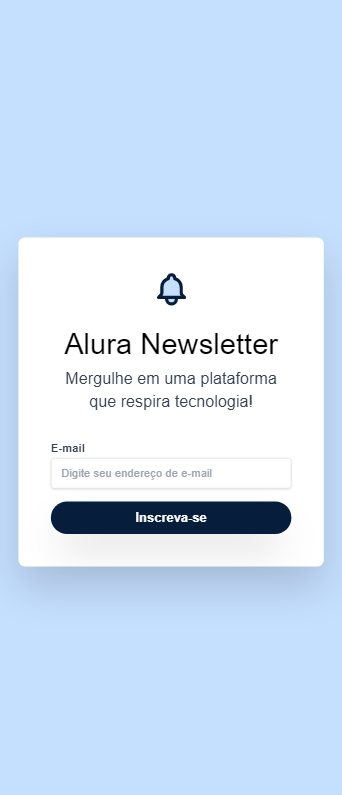 Alura Newsletter
Mergulhe em uma plataforma
que respira tecnologia!
E-mail
Digite seu endereço de e-mail
Inscreva-se